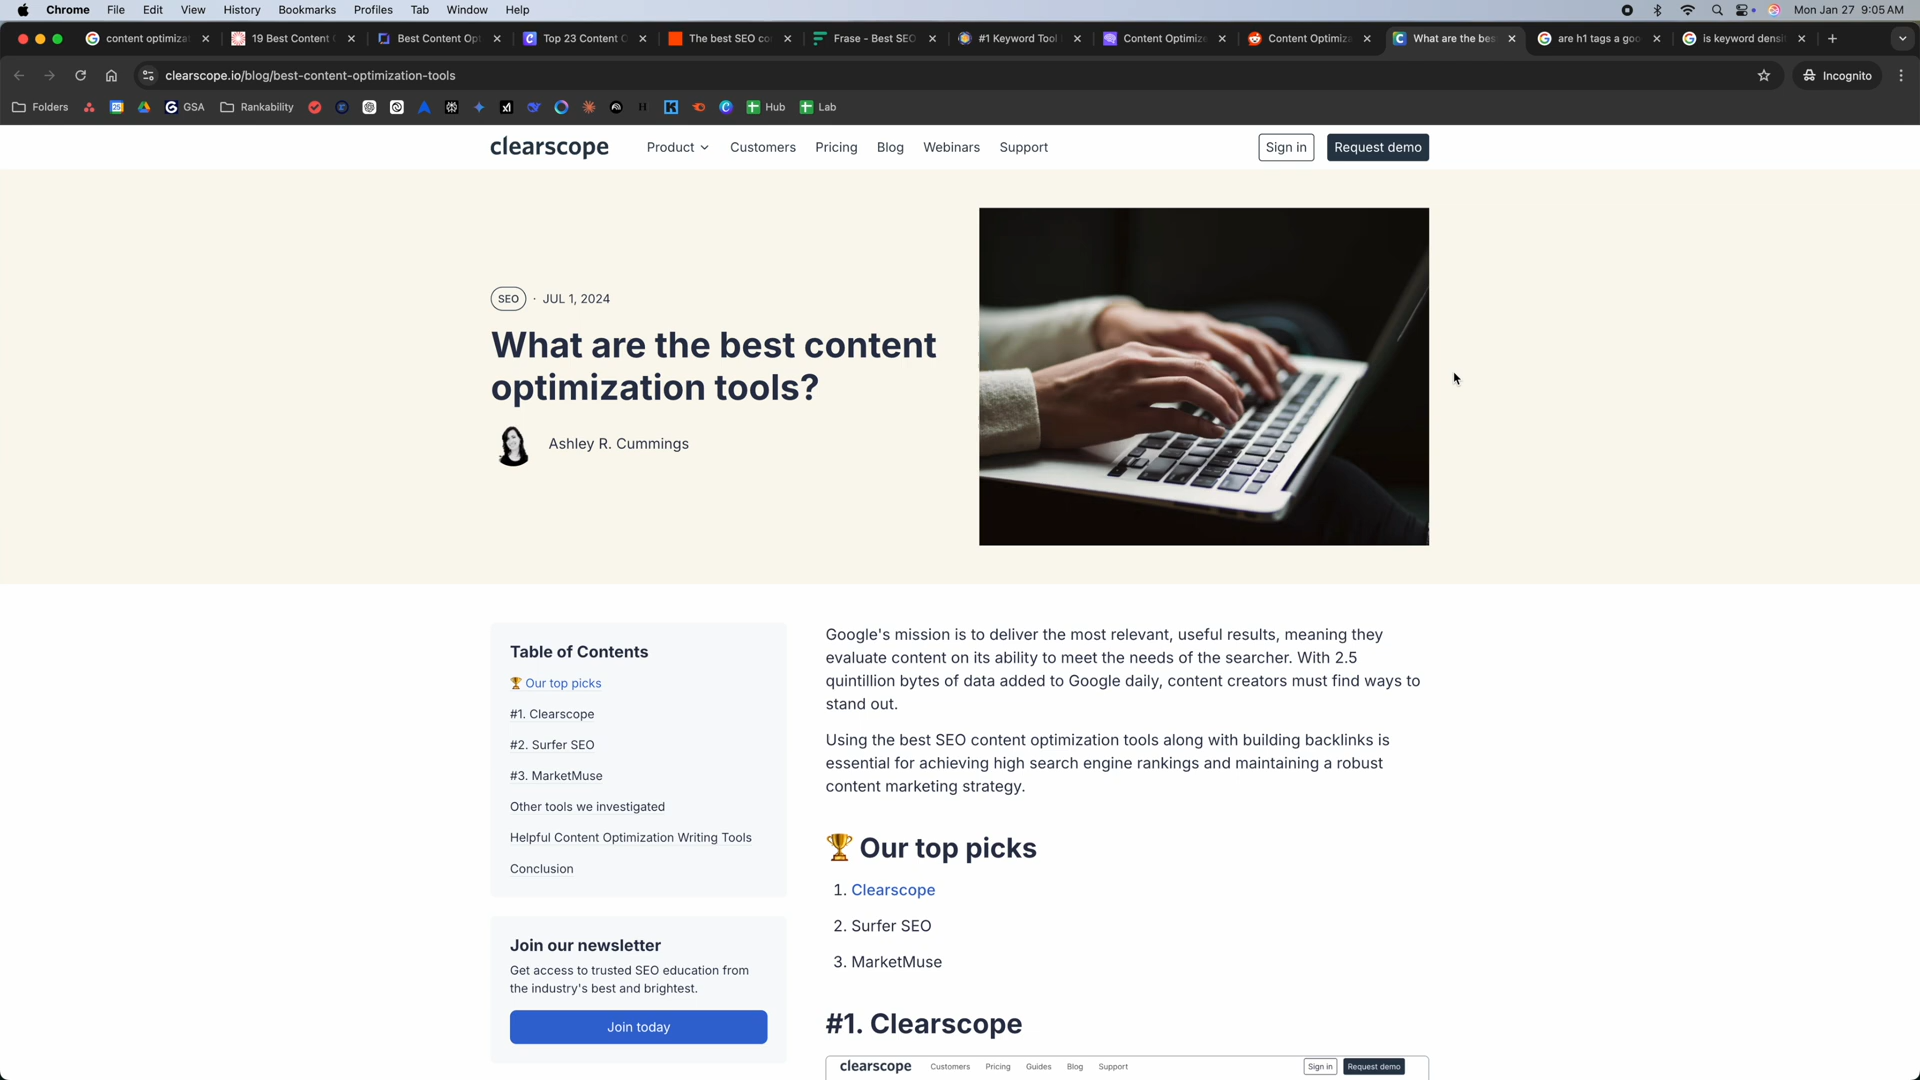 Chrome File Edit View History Bookmarks Profiles Tab Window Help Mon Jan 27 9:05 AM
content optimiza 19 Best Content Best Content Op Top 23 Content The best SEO co Frase - Best SEO #1 Keyword Tool Content Optimiz Content Optimiza What are the bes are h1 tags a goo is keyword densi
clearscope.io/blog/best-content-optimization-tools Incognito
Folders GSA Rankability Hub Lab
clearscope Product Customers Pricing Blog Webinars Support Sign in Request demo
SEO · JUL 1, 2024
What are the best content
optimization tools?
Ashley R. Cummings
Table of Contents
🏆 Our top picks
#1. Clearscope
#2. Surfer SEO
#3. MarketMuse
Other tools we investigated
Helpful Content Optimization Writing Tools
Conclusion
Join our newsletter
Get access to trusted SEO education from
the industry's best and brightest.
Join today
Google's mission is to deliver the most relevant, useful results, meaning they
evaluate content on its ability to meet the needs of the searcher. With 2.5
quintillion bytes of data added to Google daily, content creators must find ways to
stand out.
Using the best SEO content optimization tools along with building backlinks is
essential for achieving high search engine rankings and maintaining a robust
content marketing strategy.
🏆 Our top picks
1. Clearscope
2. Surfer SEO
3. MarketMuse
#1. Clearscope
clearscope Customers Pricing Guides Blog Support Sign in Request demo